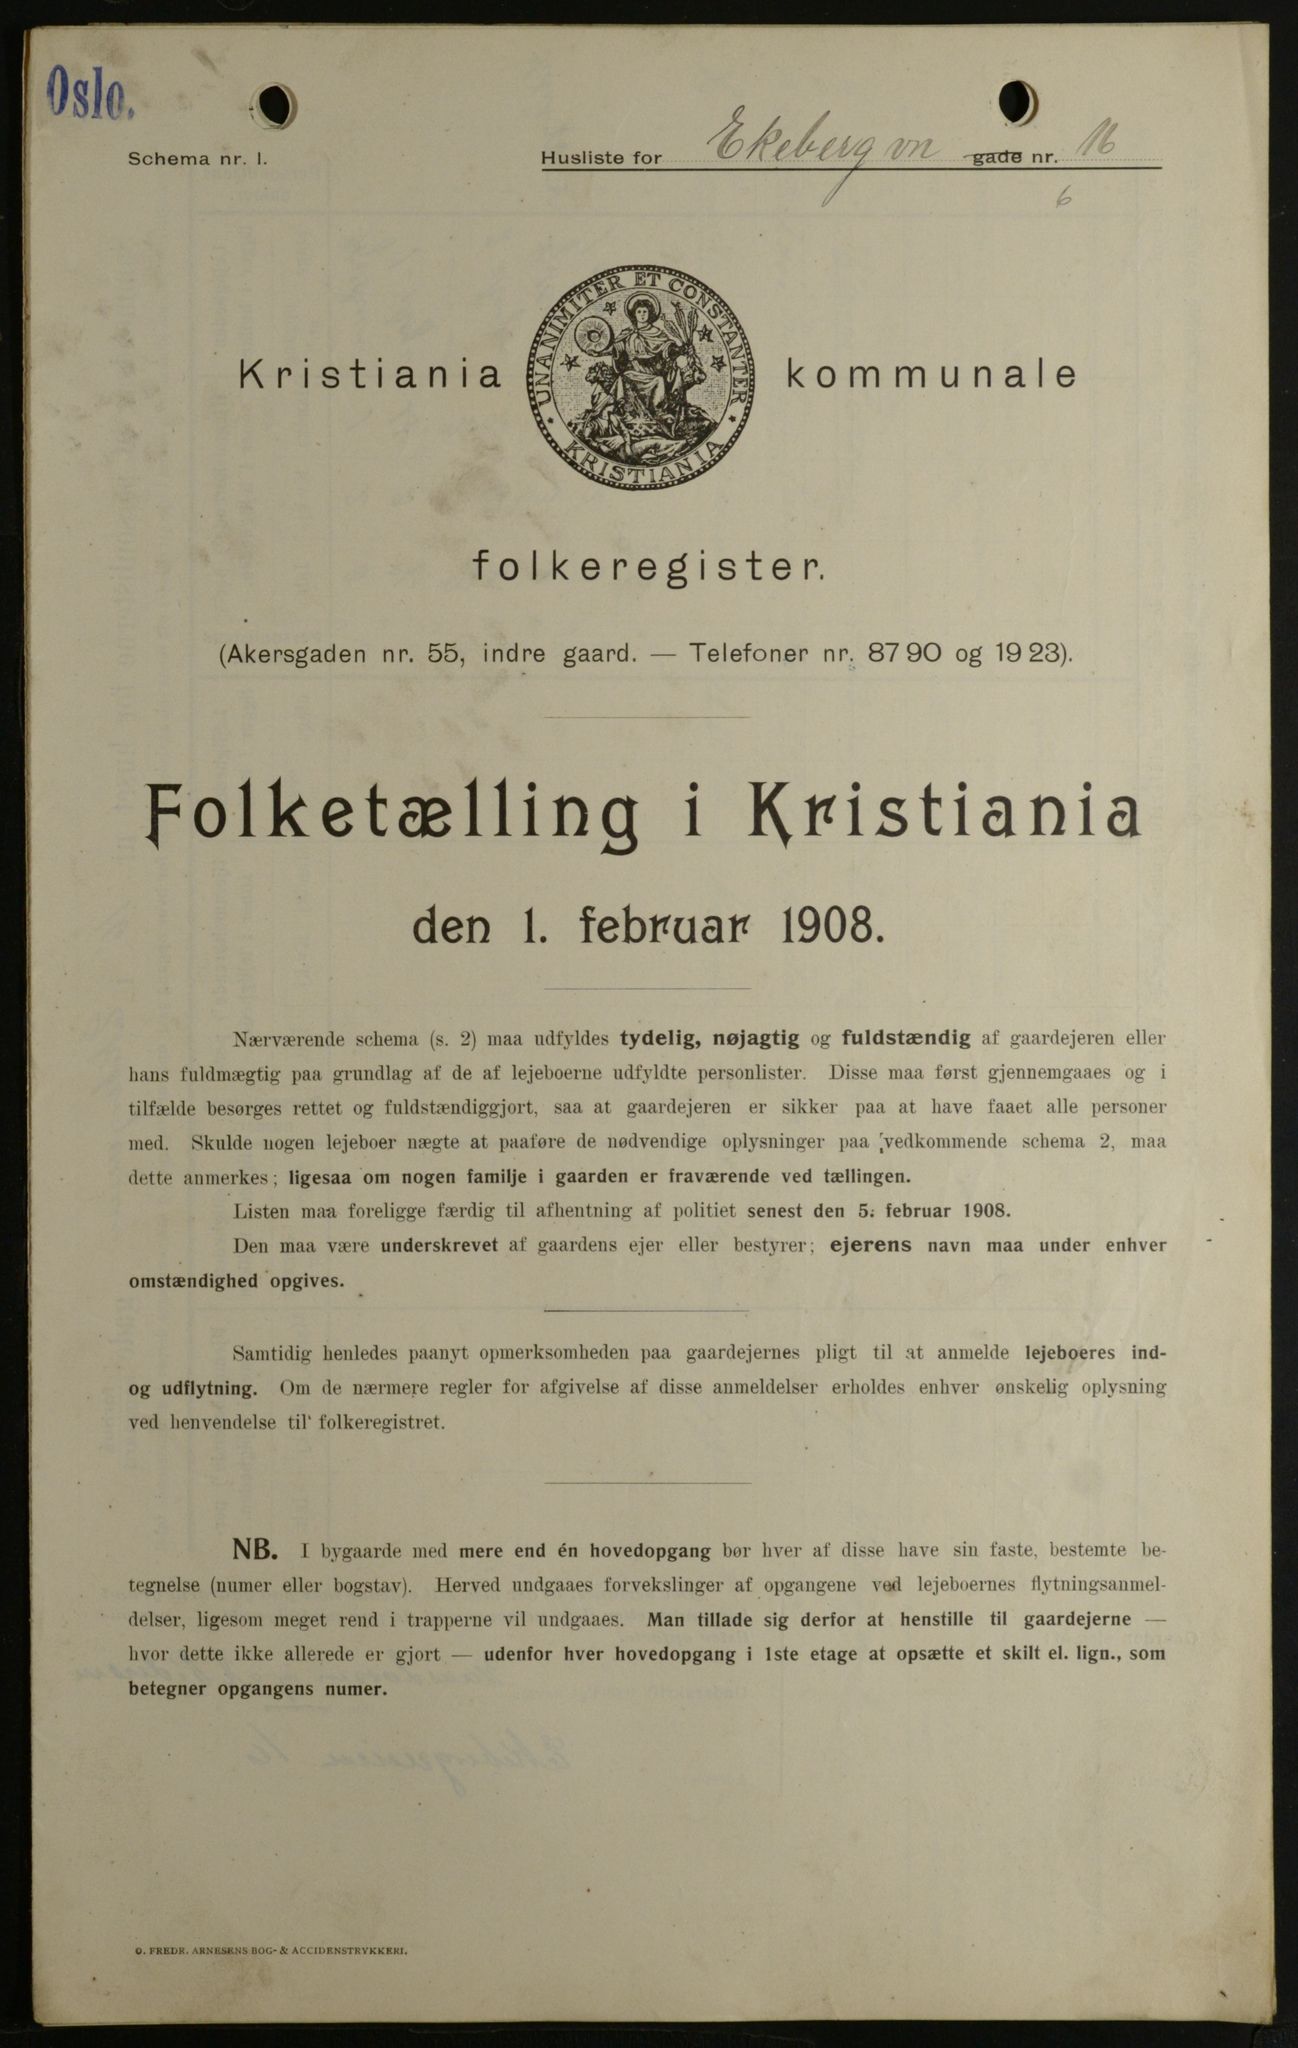 Oslo.
Schema nr. 1.
Husliste for Ekeberg vn gade nr. 16
6
UNANIMITER ET CONSTANTER
KRISTIANIA
Kristiania kommunale
folkeregister.
(Akersgaden nr. 55, indre gaard. — Telefoner nr. 8790 og 1923).
Folketælling i Kristiania
den 1. februar 1908.
Nærværende schema (s. 2) maa udfyldes tydelig, nøjagtig og fuldstændig af gaardejeren eller
hans fuldmægtig paa grundlag af de af lejeboerne udfyldte personlister. Disse maa først gjennemgaaes og i
tilfælde besørges rettet og fuldstændiggjort, saa at gaardejeren er sikker paa at have faaet alle personer
med. Skulde nogen lejeboer nægte at paaføre de nødvendige oplysninger paa vedkommende schema 2, maa
dette anmerkes; ligesaa om nogen familje i gaarden er fraværende ved tællingen.
Listen maa foreligge færdig til afhentning af politiet senest den 5. februar 1908.
Den maa være underskrevet af gaardens ejer eller bestyrer; ejerens navn maa under enhver
omstændighed opgives.
Samtidig henledes paanyt opmerksomheden paa gaardejernes pligt til at anmelde lejeboeres ind-
og udflytning. Om de nærmere regler for afgivelse af disse anmeldelser erholdes enhver ønskelig oplysning
ved henvendelse til folkeregistret.
NB. I bygaarde med mere end én hovedopgang bør hver af disse have sin faste, bestemte be-
tegnelse (numer eller bogstav). Herved undgaaes forvekslinger af opgangene ved lejeboernes flytningsanmel-
delser, ligesom meget rend i trapperne vil undgaaes. Man tillade sig derfor at henstille til gaardejerne —
hvor dette ikke allerede er gjort — udenfor hver hovedopgang i 1ste etage at opsætte et skilt el. lign., som
betegner opgangens numer.
O. FREDR. ARNESENS BOG- & ACCIDENSTRYKKERI.